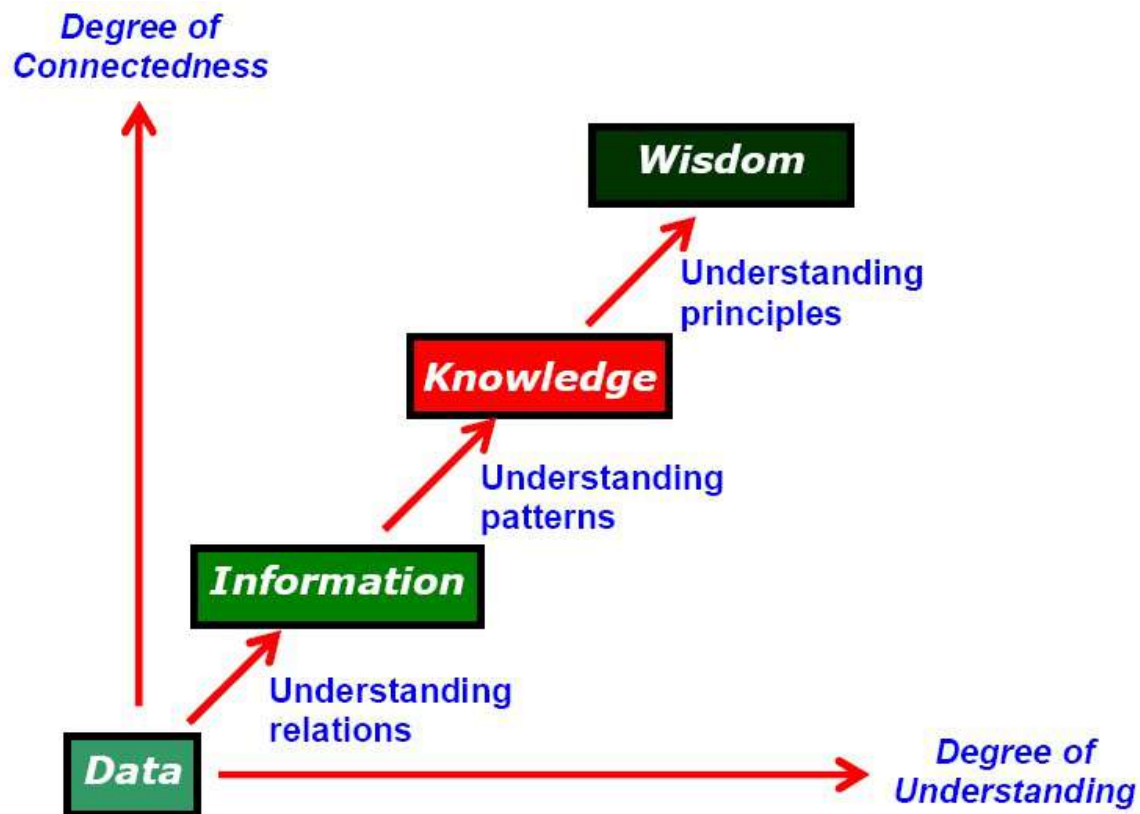 Degree of
Connectedness
Wisdom
Understanding
principles
Knowledge
Understanding
patterns
Information
Understanding
relations
Data
Degree of
Understanding